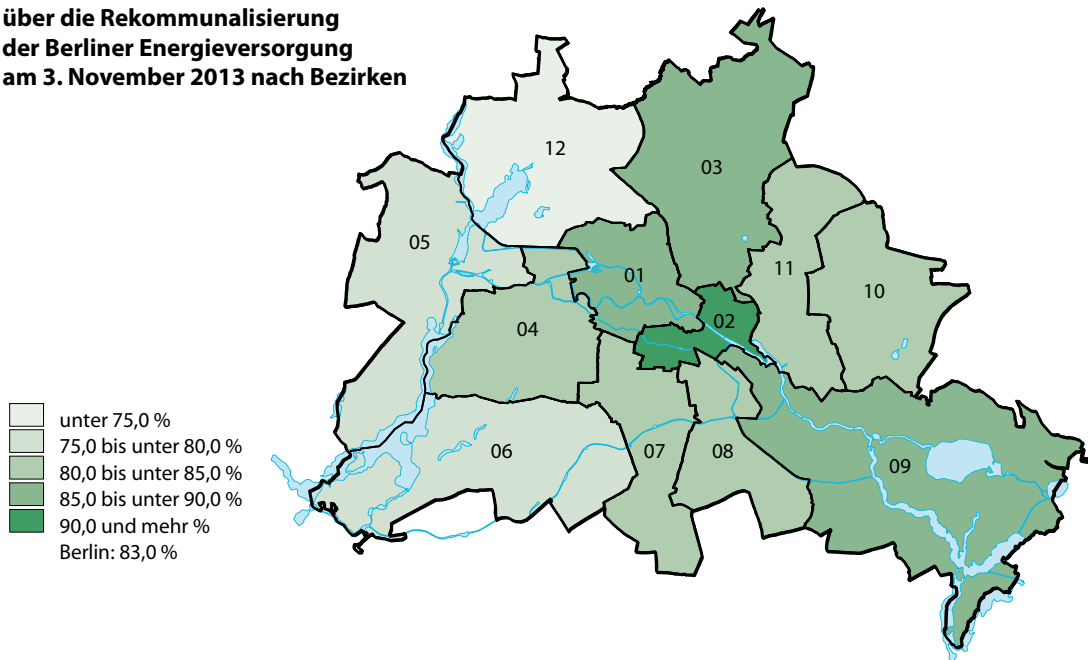 über die Rekommunalisierung
der Berliner Energieversorgung
am 3. November 2013 nach Bezirken
12
03
05
01
11
10
02
04
06
07
08
09
unter 75,0 %
75,0 bis unter 80,0 %
80,0 bis unter 85,0 %
85,0 bis unter 90,0 %
90,0 und mehr %
Berlin: 83,0 %